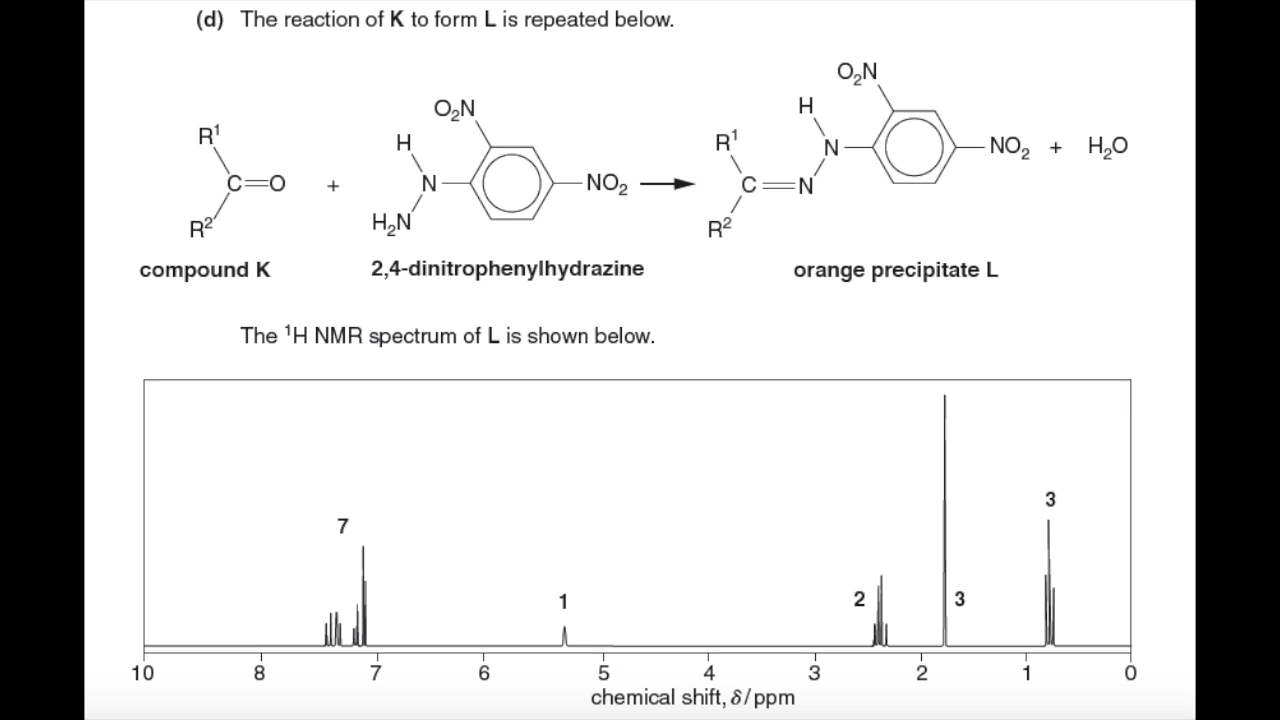 (d) The reaction of K to form L is repeated below.
O₂N
H
O₂N
R¹
H
R¹
N
NO₂ + H₂O
C=O + N NO₂
C=N
R²
H₂N
R²
compound K 2,4-dinitrophenylhydrazine orange precipitate L
The ¹H NMR spectrum of L is shown below.
3
7
1 2 3
10 8 7 6 5 4 3 2 1 0
chemical shift, δ/ppm